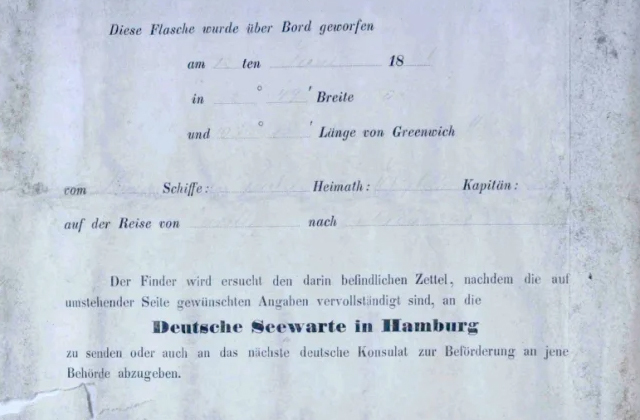 Diese Flasche wurde über Bord geworfen
am ten 18
in ° ' Breite
und ° ' Länge von Greenwich
vom Schiffe: Heimath: Kapitän:
auf der Reise von nach
Der Finder wird ersucht den darin befindlichen Zettel, nachdem die auf
umstehender Seite gewünschten Angaben vervollständigt sind, an die
Deutsche Seewarte in Hamburg
zu senden oder auch an das nächste deutsche Konsulat zur Beförderung an jene
Behörde abzugeben.